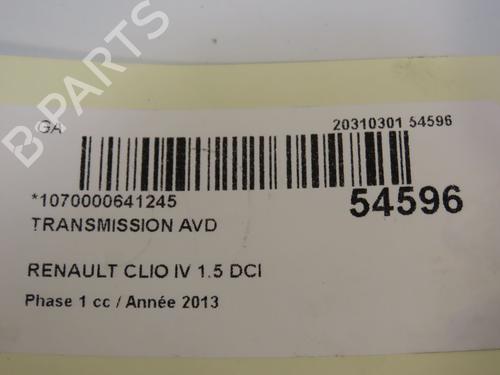 B PARTS
GA
20310301 54596
*1070000641245
54596
TRANSMISSION AVD
RENAULT CLIO IV 1.5 DCI
Phase 1 cc / Année 2013